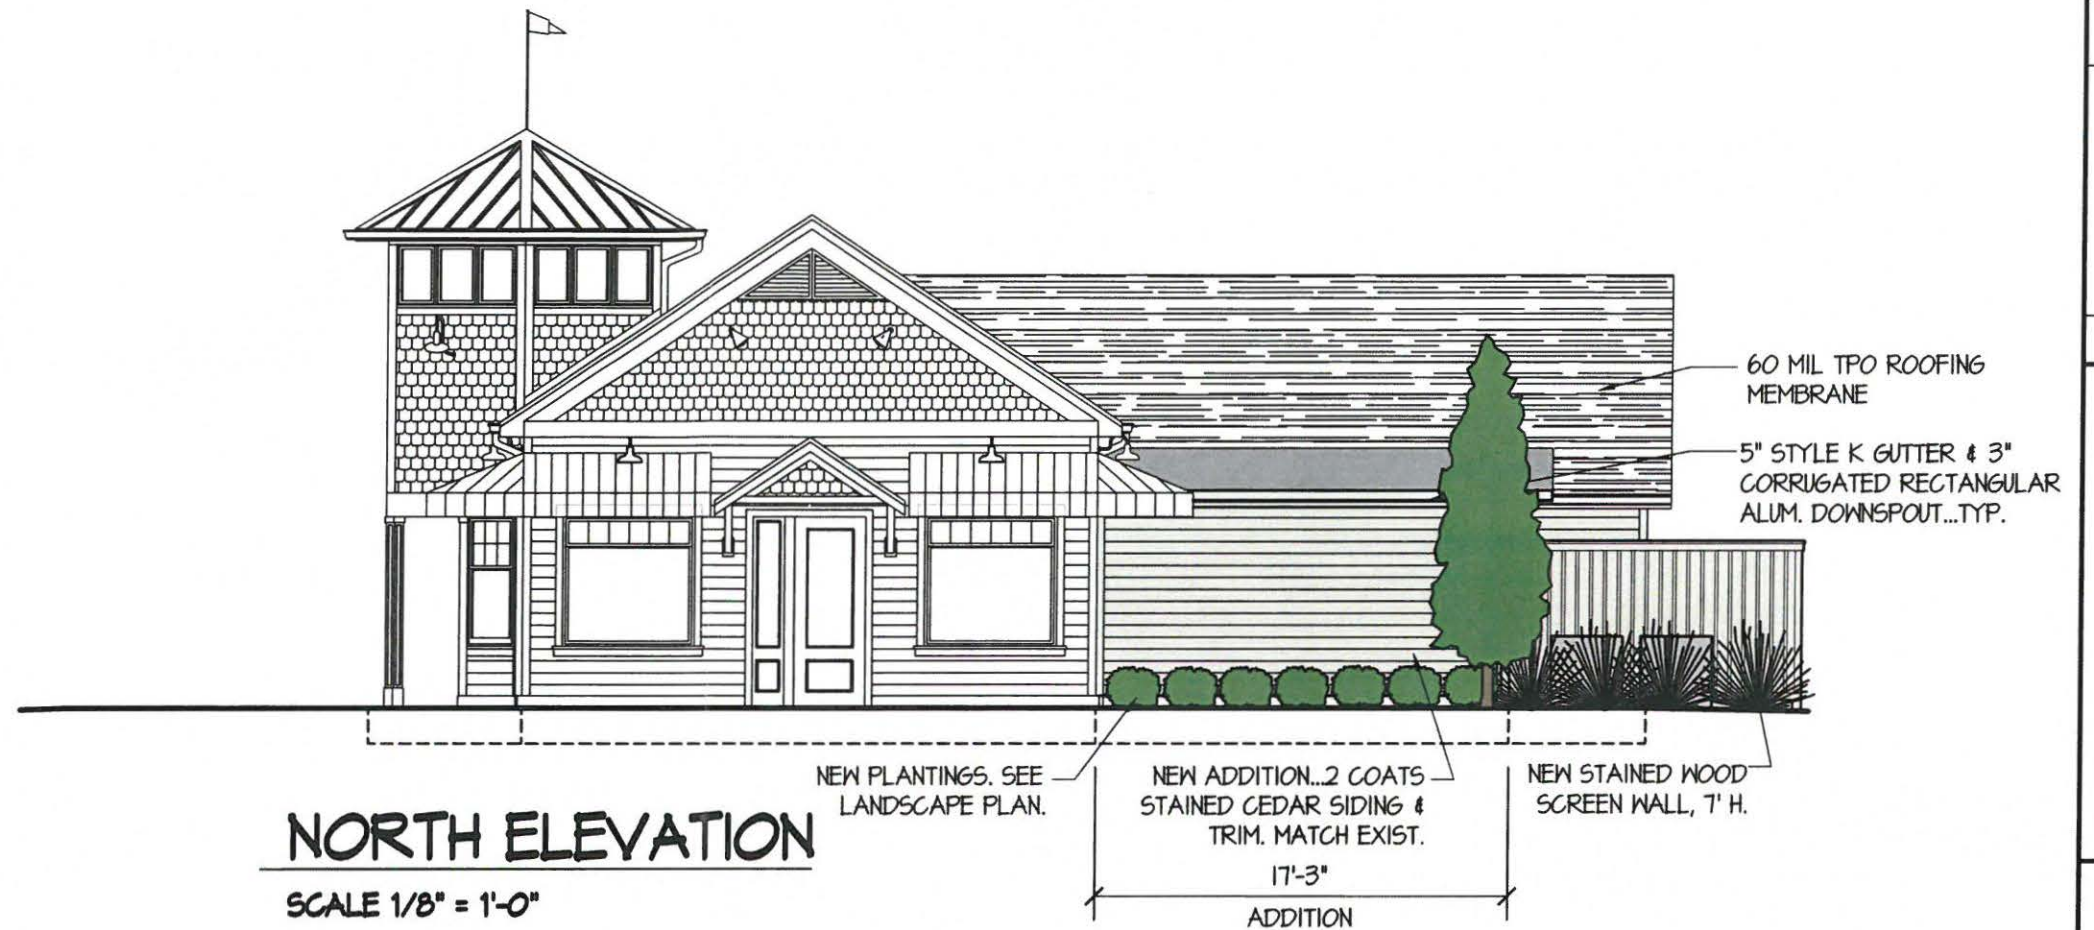 60 MIL TPO ROOFING
MEMBRANE
5" STYLE K GUTTER & 3"
CORRUGATED RECTANGULAR
ALUM. DOWNSPOUT...TYP.
NEW PLANTINGS. SEE
LANDSCAPE PLAN.
NEW ADDITION...2 COATS
STAINED CEDAR SIDING &
TRIM. MATCH EXIST.
NEW STAINED WOOD
SCREEN WALL, 7' H.
17'-3"
ADDITION
NORTH ELEVATION
SCALE 1/8" = 1'-0"